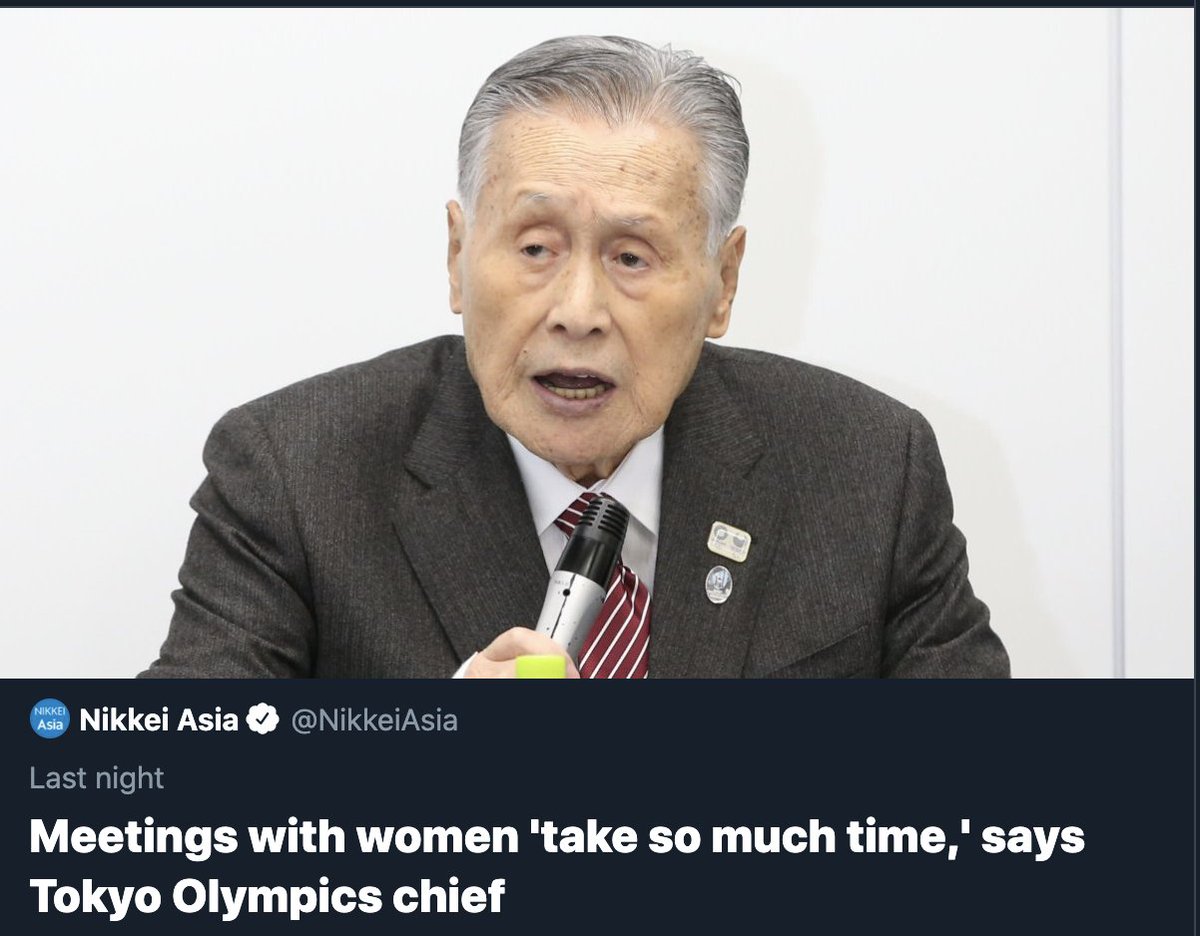 NIKKEI
Asia
Nikkei Asia @NikkeiAsia
Last night
Meetings with women 'take so much time,' says
Tokyo Olympics chief